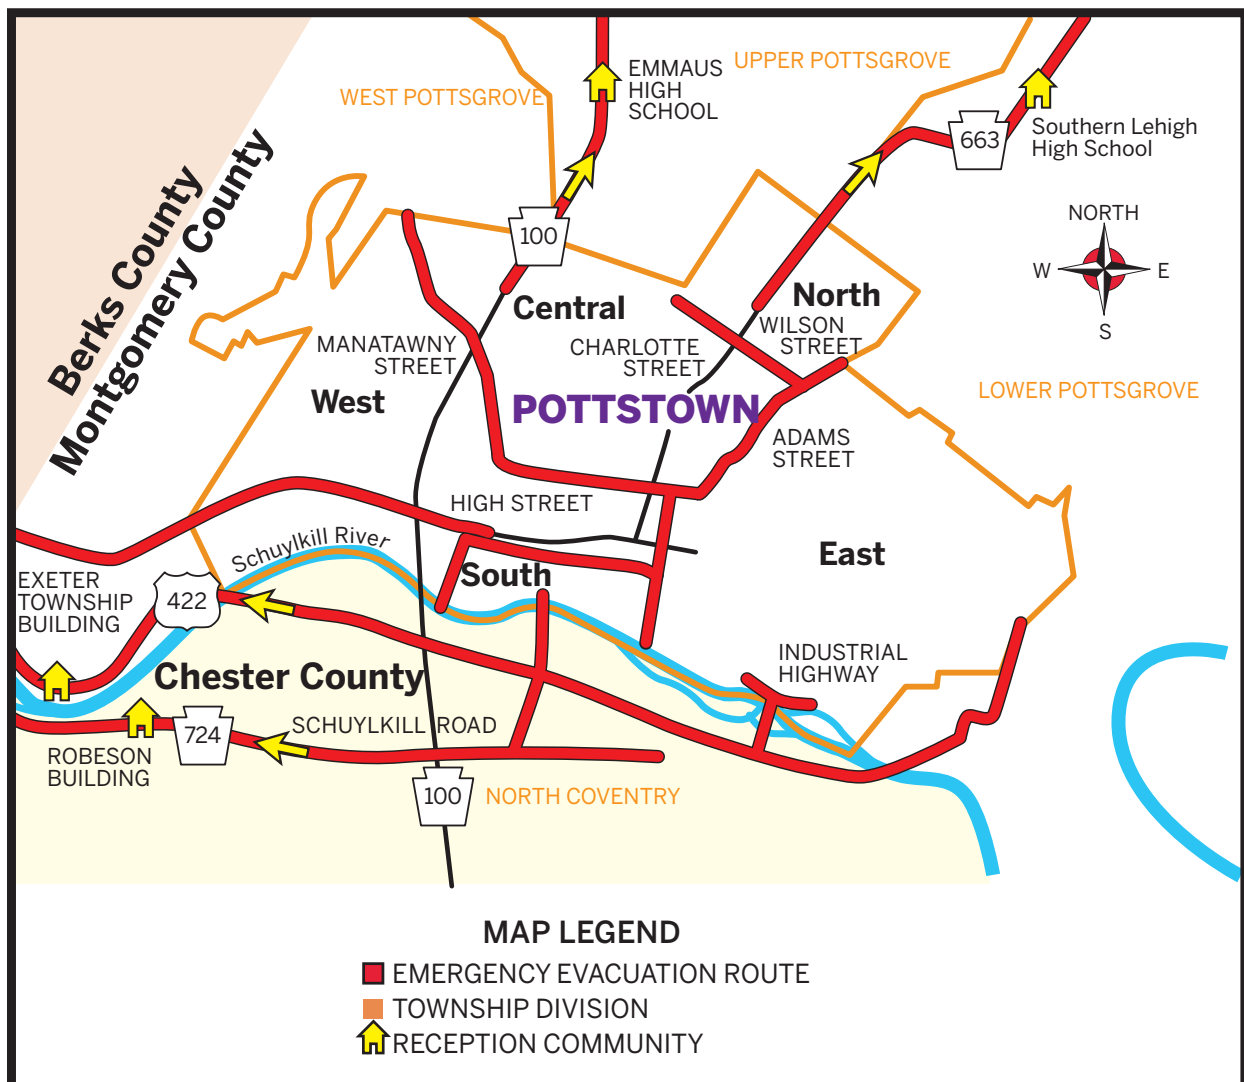 UPPER POTTSGROVE
EMMAUS
HIGH
SCHOOL
WEST POTTSGROVE
663
Southern Lehigh
High School
Berks County
Montgomery County
NORTH
W
E
S
100
Central
North
WILSON
STREET
MANATAWNY
STREET
CHARLOTTE
STREET
West
POTTSTOWN
LOWER POTTSGROVE
ADAMS
STREET
HIGH STREET
Schuylkill River
East
South
EXETER
TOWNSHIP
BUILDING
422
INDUSTRIAL
HIGHWAY
Chester County
724
SCHUYLKILL ROAD
ROBESON
BUILDING
100
NORTH COVENTRY
MAP LEGEND
EMERGENCY EVACUATION ROUTE
TOWNSHIP DIVISION
RECEPTION COMMUNITY